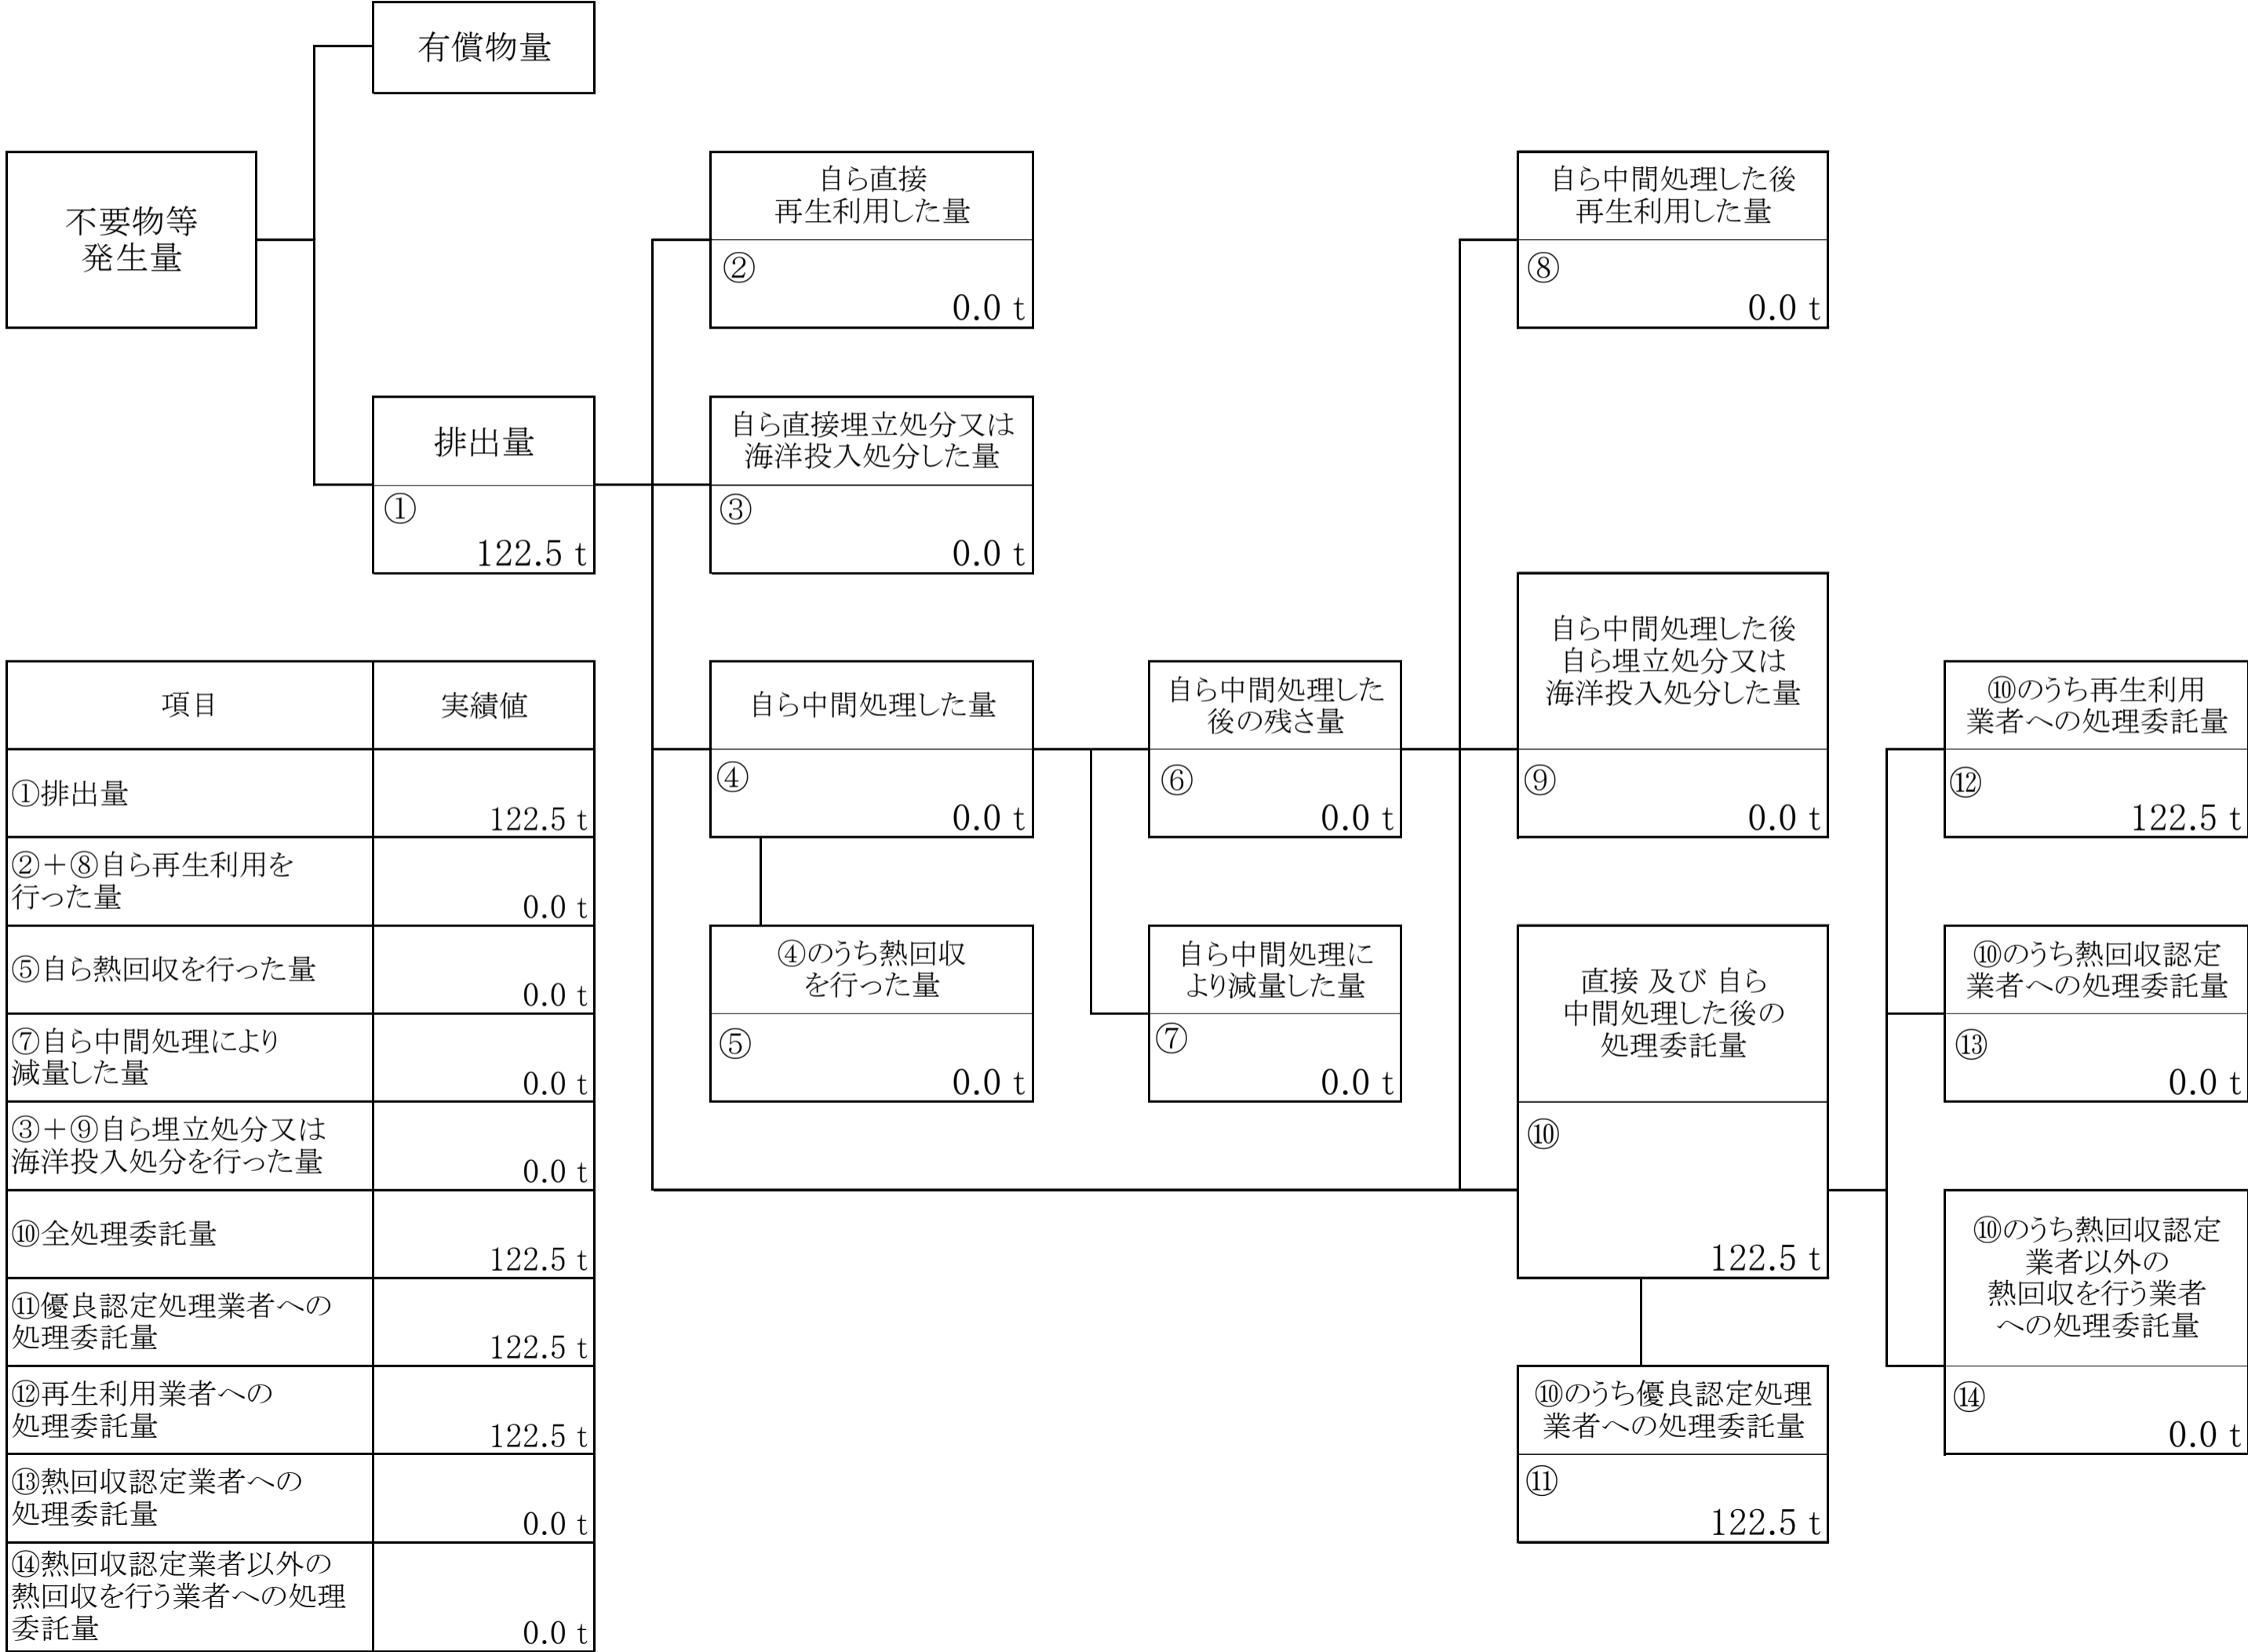 有償物量
不要物等
発生量
自ら直接
再生利用した量
②
0.0 t
自ら中間処理した後
再生利用した量
⑧
0.0 t
排出量
①
122.5 t
自ら直接埋立処分又は
海洋投入処分した量
③
0.0 t
自ら中間処理した後
自ら埋立処分又は
海洋投入処分した量
⑨
0.0 t
自ら中間処理した量
④
0.0 t
自ら中間処理した
後の残さ量
⑥
0.0 t
⑩のうち再生利用
業者への処理委託量
⑫
122.5 t
④のうち熱回収
を行った量
⑤
0.0 t
自ら中間処理に
より減量した量
⑦
0.0 t
直接 及び 自ら
中間処理した後の
処理委託量
⑩
122.5 t
⑩のうち熱回収認定
業者への処理委託量
⑬
0.0 t
⑩のうち熱回収認定
業者以外の
熱回収を行う業者
への処理委託量
⑭
0.0 t
⑩のうち優良認定処理
業者への処理委託量
⑪
122.5 t
項目 実績値
①排出量
122.5 t
②＋⑧自ら再生利用を
行った量
0.0 t
⑤自ら熱回収を行った量
0.0 t
⑦自ら中間処理により
減量した量
0.0 t
③＋⑨自ら埋立処分又は
海洋投入処分を行った量
0.0 t
⑩全処理委託量
122.5 t
⑪優良認定処理業者への
処理委託量
122.5 t
⑫再生利用業者への
処理委託量
122.5 t
⑬熱回収認定業者への
処理委託量
0.0 t
⑭熱回収認定業者以外の
熱回収を行う業者への処理
委託量
0.0 t